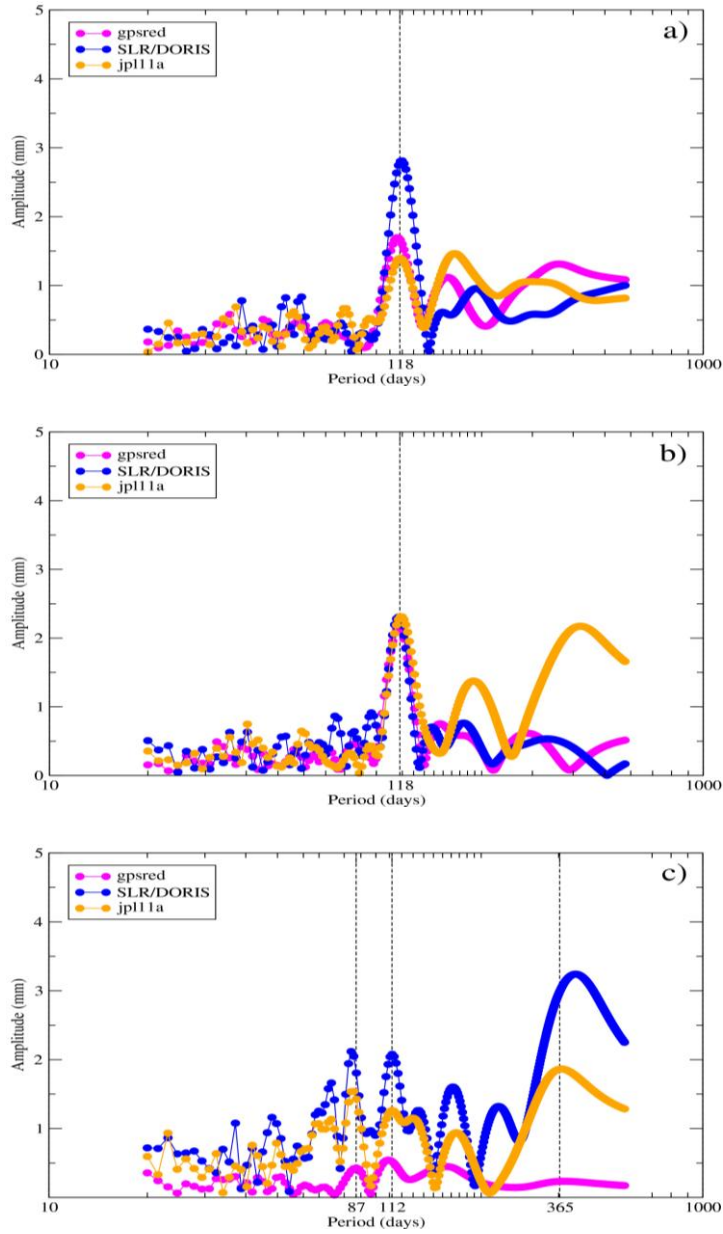 5
a)
gpsred
SLR/DORIS
jpl11a
4
3
Amplitude (mm)
2
1
0
10
118
1000
Period (days)
5
b)
gpsred
SLR/DORIS
jpl11a
4
3
Amplitude (mm)
2
1
0
10
118
1000
Period (days)
5
c)
gpsred
SLR/DORIS
jpl11a
4
3
Amplitude (mm)
2
1
10
87
112
365
1000
Period (days)